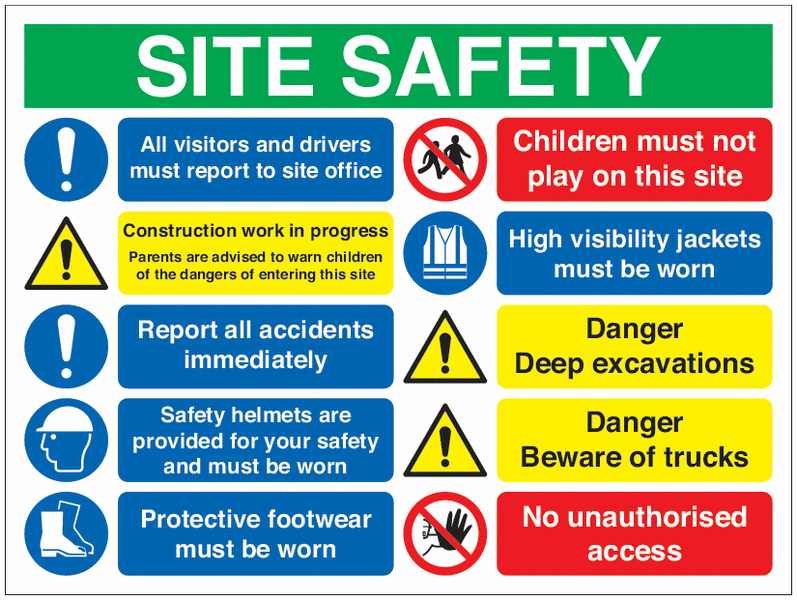 SITE SAFETY
All visitors and drivers
must report to site office
Children must not
play on this site
Construction work in progress
Parents are advised to warn children
of the dangers of entering this site
High visibility jackets
must be worn
Report all accidents
immediately
Danger
Deep excavations
Safety helmets are
provided for your safety
and must be worn
Danger
Beware of trucks
Protective footwear
must be worn
No unauthorised
access